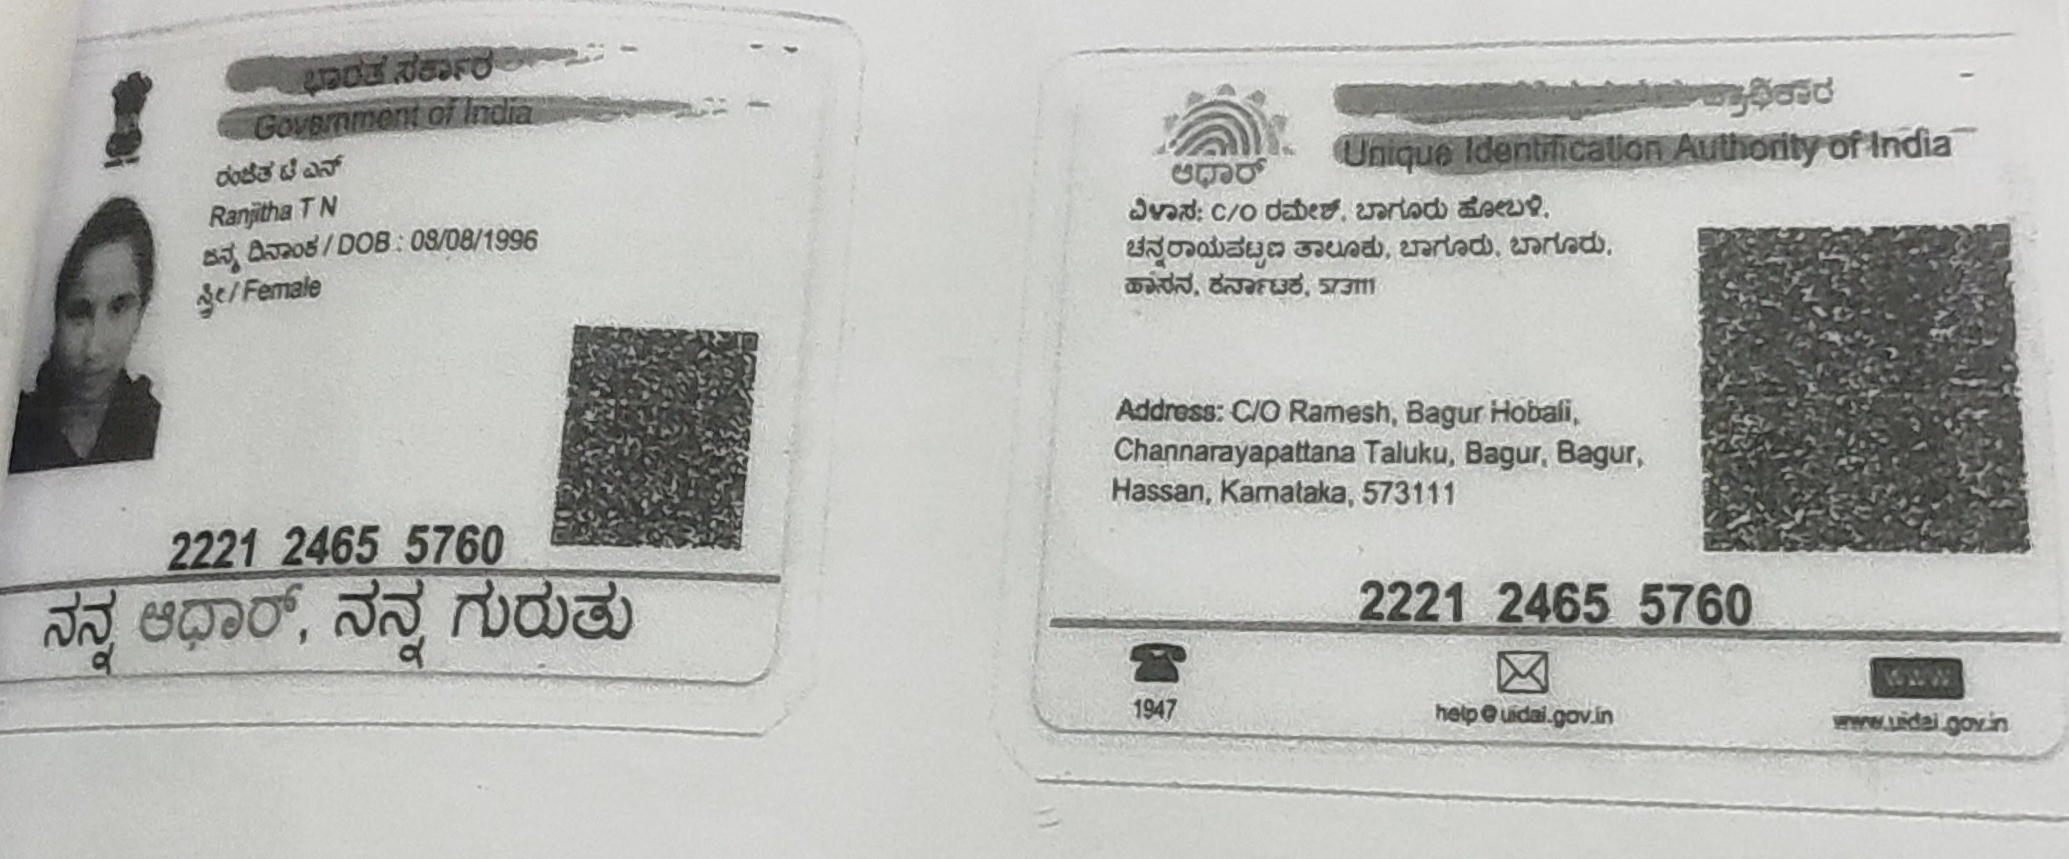 ಭಾರತ ಸರ್ಕಾರ
Government of India
ರಂಜಿತ ಟಿ ಎನ್
Ranjitha T N
ಜನ್ಮ ದಿನಾಂಕ / DOB : 08/08/1996
ಸ್ತ್ರೀ / Female
2221 2465 5760
ನನ್ನ ಆಧಾರ್, ನನ್ನ ಗುರುತು
ಪ್ರಾಧಿಕಾರ
Unique Identification Authority of India
ಆಧಾರ್
ವಿಳಾಸ: C/O ರಮೇಶ್, ಬಾಗೂರು ಹೋಬಳಿ,
ಚನ್ನರಾಯಪಟ್ಟಣ ತಾಲೂಕು, ಬಾಗೂರು, ಬಾಗೂರು,
ಹಾಸನ, ಕರ್ನಾಟಕ, 573111
Address: C/O Ramesh, Bagur Hobali,
Channarayapattana Taluku, Bagur, Bagur,
Hassan, Karnataka, 573111
2221 2465 5760
1947
help@uidai.gov.in
www
www.uidai.gov.in